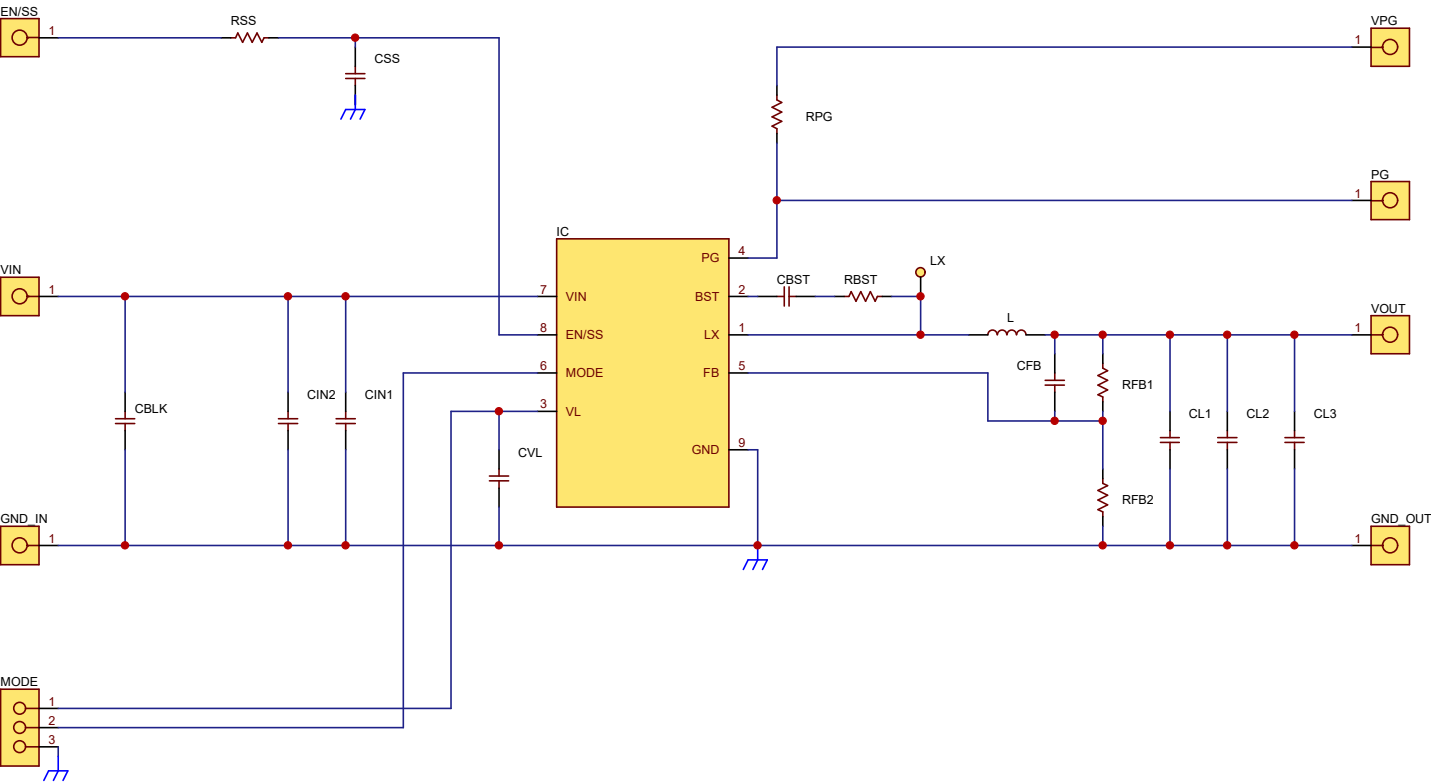 EN/SS
1
RSS
CSS
VPG
1
RPG
PG
1
IC
PG
4
VIN
1
7
VIN
BST
2
CBST
RBST
LX
8
EN/SS
LX
1
L
VOUT
1
6
MODE
FB
5
CFB
RFB1
3
VL
CBLK
CIN2
CIN1
CL1
CL2
CL3
GND
9
CVL
RFB2
GND_IN
1
GND_OUT
1
MODE
1
2
3